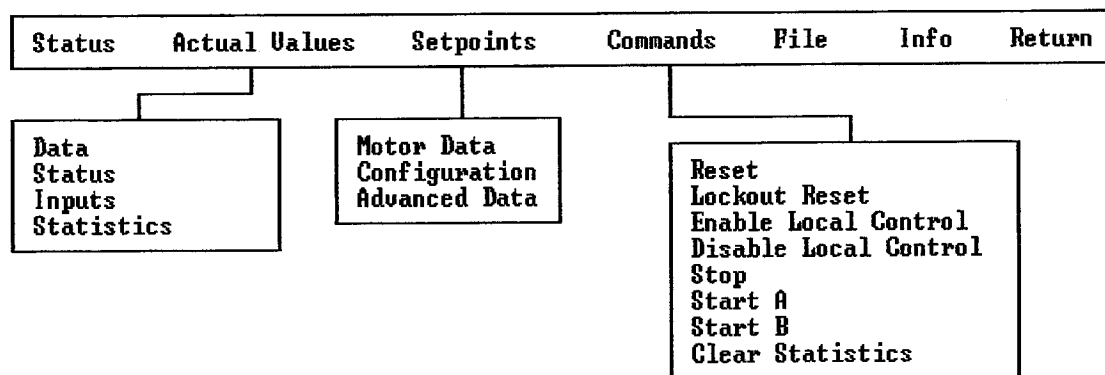 Status Actual Values Setpoints Commands File Info Return
Data
Status
Inputs
Statistics
Motor Data
Configuration
Advanced Data
Reset
Lockout Reset
Enable Local Control
Disable Local Control
Stop
Start A
Start B
Clear Statistics